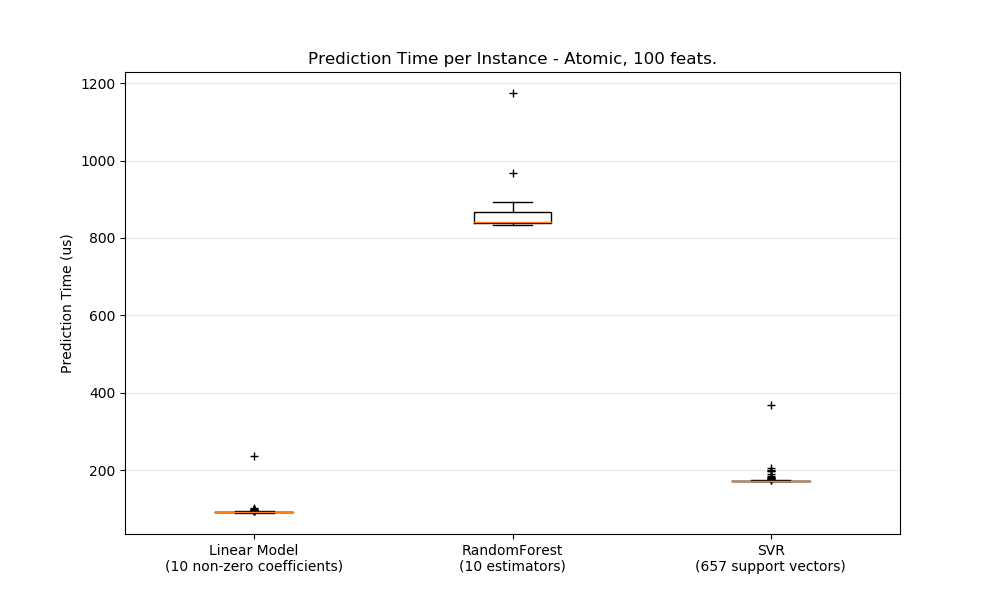 Prediction Time per Instance - Atomic, 100 feats.
1200
1000
800
600
400
200
Prediction Time (us)
Linear Model
(10 non-zero coefficients)
RandomForest
(10 estimators)
SVR
(657 support vectors)